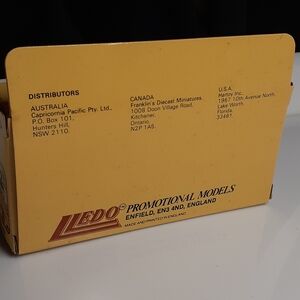 DISTRIBUTORS
AUSTRALIA
Capricornia Pacific Pty. Ltd.,
P.O. Box 101,
Hunters Hill,
NSW 2110.
CANADA
Franklin's Diecast Miniatures.
1008 Doon Village Road,
Kitchener,
Ontario.
N2P 1A5.
U.S.A.
Hartoy Inc.,
1967 10th Avenue North,
Lake Worth,
Florida.
33461.
LLEDO PROMOTIONAL MODELS
ENFIELD, EN3 4ND, ENGLAND
MADE AND PRINTED IN ENGLAND